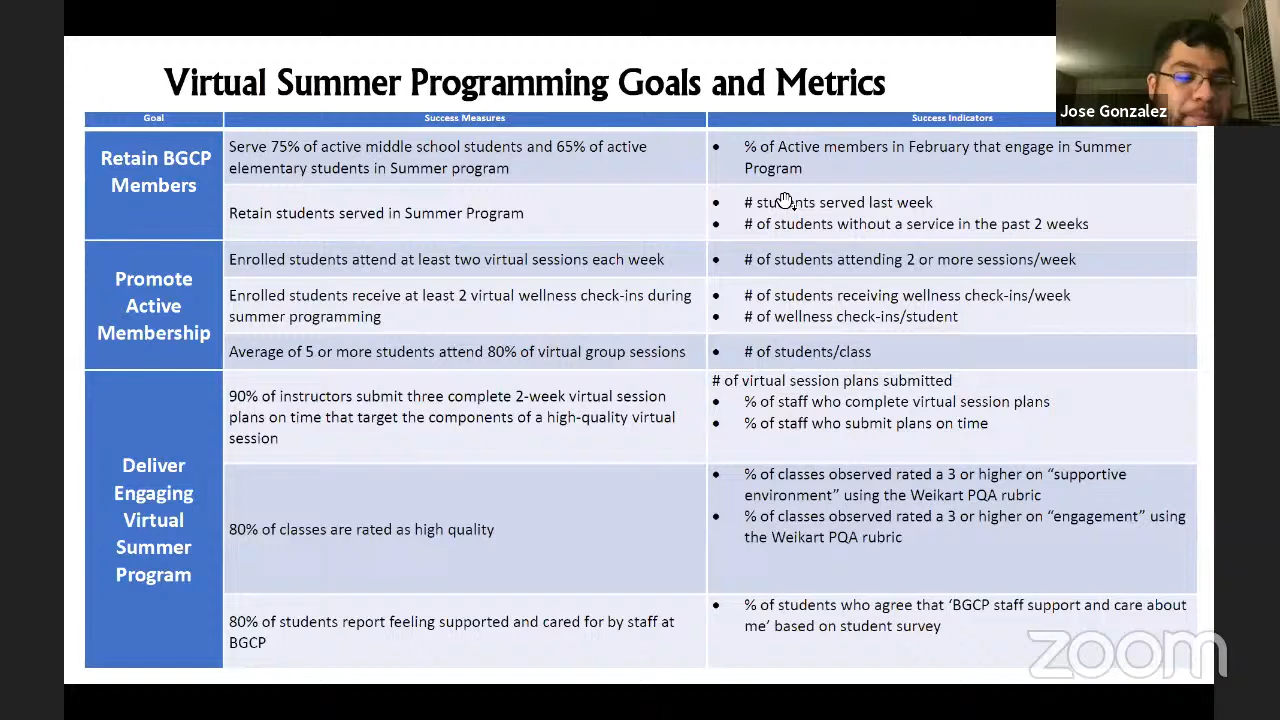 Virtual Summer Programming Goals and Metrics
Jose Gonzalez
Goal
Success Measures
Success Indicators
Retain BGCP
Members
Serve 75% of active middle school students and 65% of active
elementary students in Summer program
• % of Active members in February that engage in Summer
Program
Retain students served in Summer Program
• # students served last week
• # of students without a service in the past 2 weeks
Promote
Active
Membership
Enrolled students attend at least two virtual sessions each week
• # of students attending 2 or more sessions/week
Enrolled students receive at least 2 virtual wellness check-ins during
summer programming
• # of students receiving wellness check-ins/week
• # of wellness check-ins/student
Average of 5 or more students attend 80% of virtual group sessions
• # of students/class
Deliver
Engaging
Virtual
Summer
Program
90% of instructors submit three complete 2-week virtual session
plans on time that target the components of a high-quality virtual
session
# of virtual session plans submitted
• % of staff who complete virtual session plans
• % of staff who submit plans on time
80% of classes are rated as high quality
• % of classes observed rated a 3 or higher on “supportive
environment” using the Weikart PQA rubric
• % of classes observed rated a 3 or higher on “engagement” using
the Weikart PQA rubric
80% of students report feeling supported and cared for by staff at
BGCP
• % of students who agree that ‘BGCP staff support and care about
me’ based on student survey
zoom